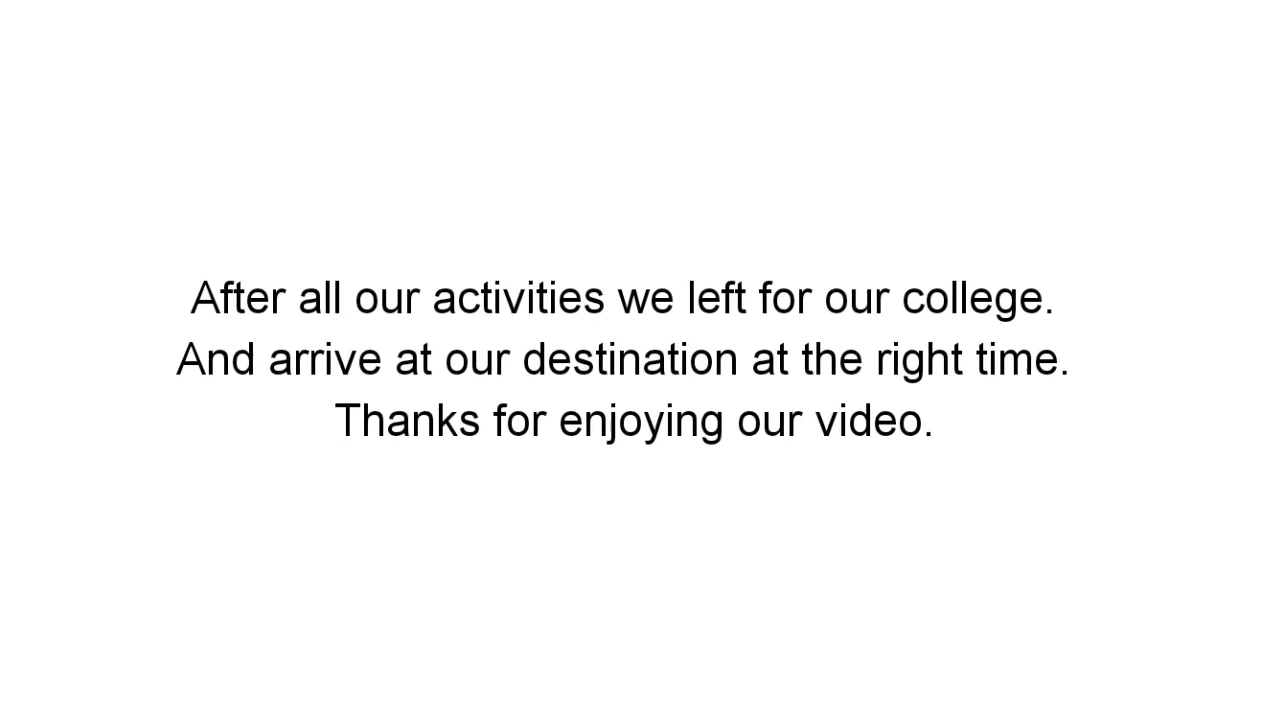 After all our activities we left for our college.
And arrive at our destination at the right time.
Thanks for enjoying our video.